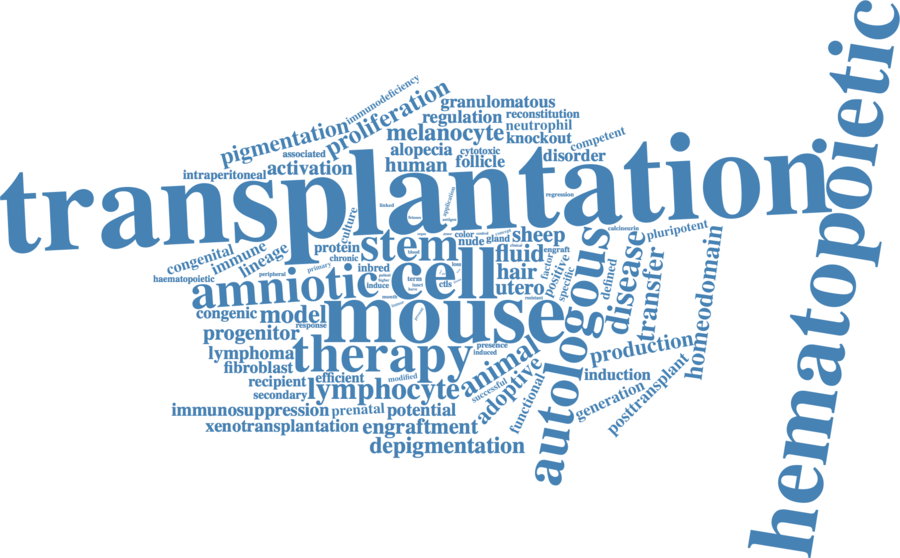 hematopoietic
immunodeficiency
proliferation
pigmentation
granulomatous
regulation
reconstitution
melanocyte
neutrophil
knockout
competent
associated
alopecia
cytotoxic
disorder
intraperitoneal
activation
human
follicle
transplantation
regression
application
linked
culture
calcineurin
pluripotent
congenital
immune
lineage
protein
stem
color
nude
gland
sheep
chronic
fluid
engraft
haematopoietic
peripheral
primary
inbred
cell
hair
factor
positive
specific
defined
autologous
disease
transfer
homeodomain
amniotic
induce
term
ctls
utero
resistant
congenic
model
mouse
progenitor
response
lymphoma
therapy
presence
induced
animal
production
fibroblast
recipient
efficient
modified
successful
adoptive
induction
secondary
lymphocyte
functional
generation
posttransplant
immunosuppression
prenatal
potential
xenotransplantation
engraftment
depigmentation